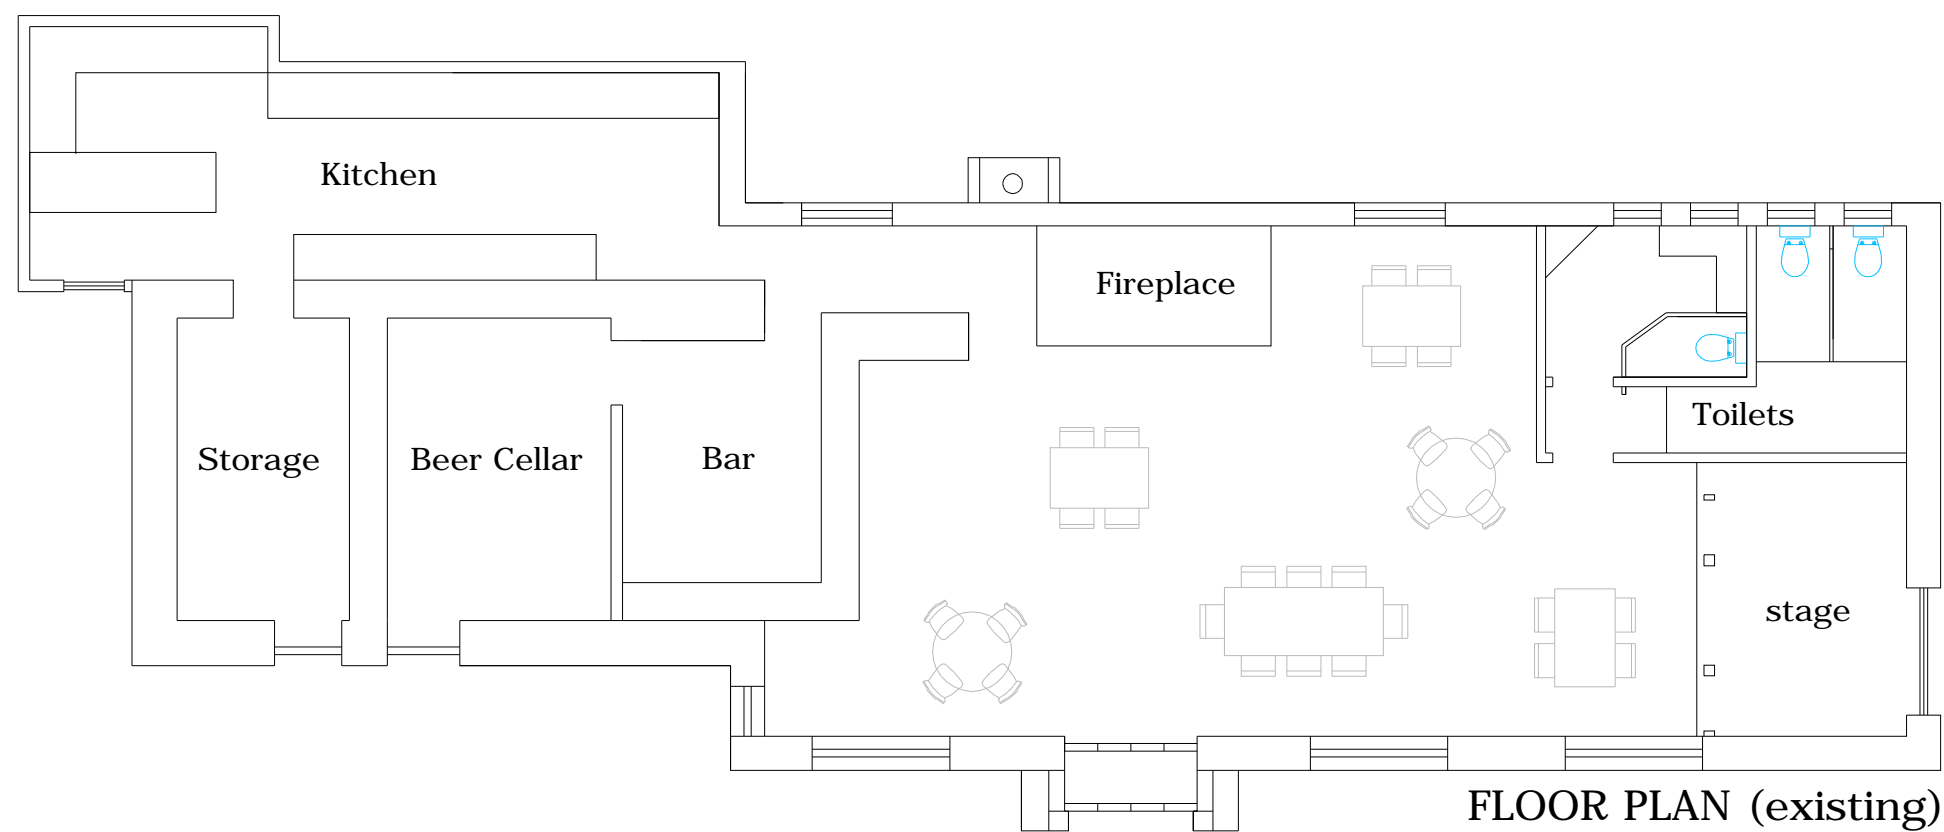 Kitchen
Fireplace
Toilets
Storage
Beer Cellar
Bar
stage
FLOOR PLAN (existing)